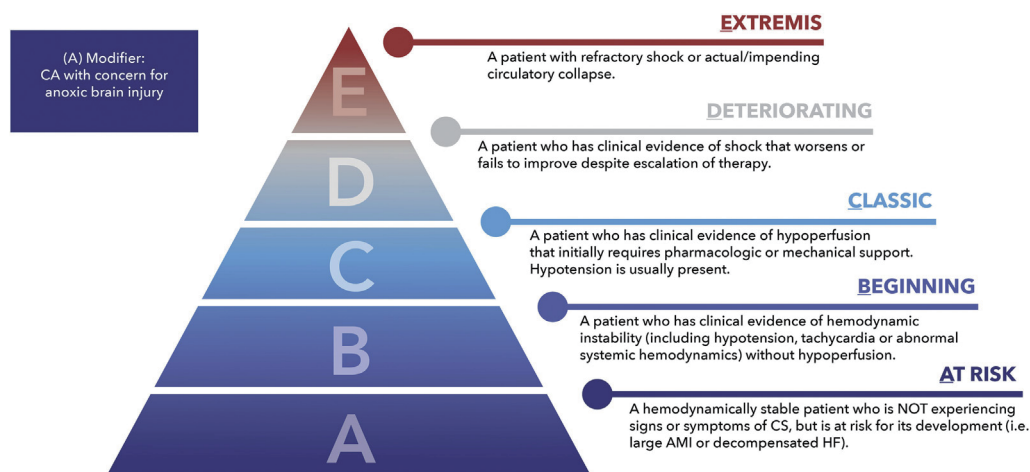 (A) Modifier:
CA with concern for
anoxic brain injury
E
EXTREMIS
A patient with refractory shock or actual/impending
circulatory collapse.
D
DETERIORATING
A patient who has clinical evidence of shock that worsens or
fails to improve despite escalation of therapy.
C
CLASSIC
A patient who has clinical evidence of hypoperfusion
that initially requires pharmacologic or mechanical support.
Hypotension is usually present.
B
BEGINNING
A patient who has clinical evidence of hemodynamic
instability (including hypotension, tachycardia or abnormal
systemic hemodynamics) without hypoperfusion.
A
AT RISK
A hemodynamically stable patient who is NOT experiencing
signs or symptoms of CS, but is at risk for its development (i.e.
large AMI or decompensated HF).